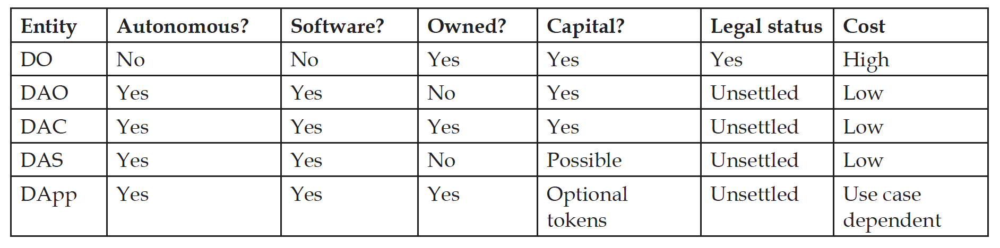 Entity Autonomous? Software? Owned? Capital? Legal status Cost
DO No No Yes Yes Yes High
DAO Yes Yes No Yes Unsettled Low
DAC Yes Yes Yes Yes Unsettled Low
DAS Yes Yes No Possible Unsettled Low
DApp Yes Yes Yes Optional Unsettled Use case
tokens dependent